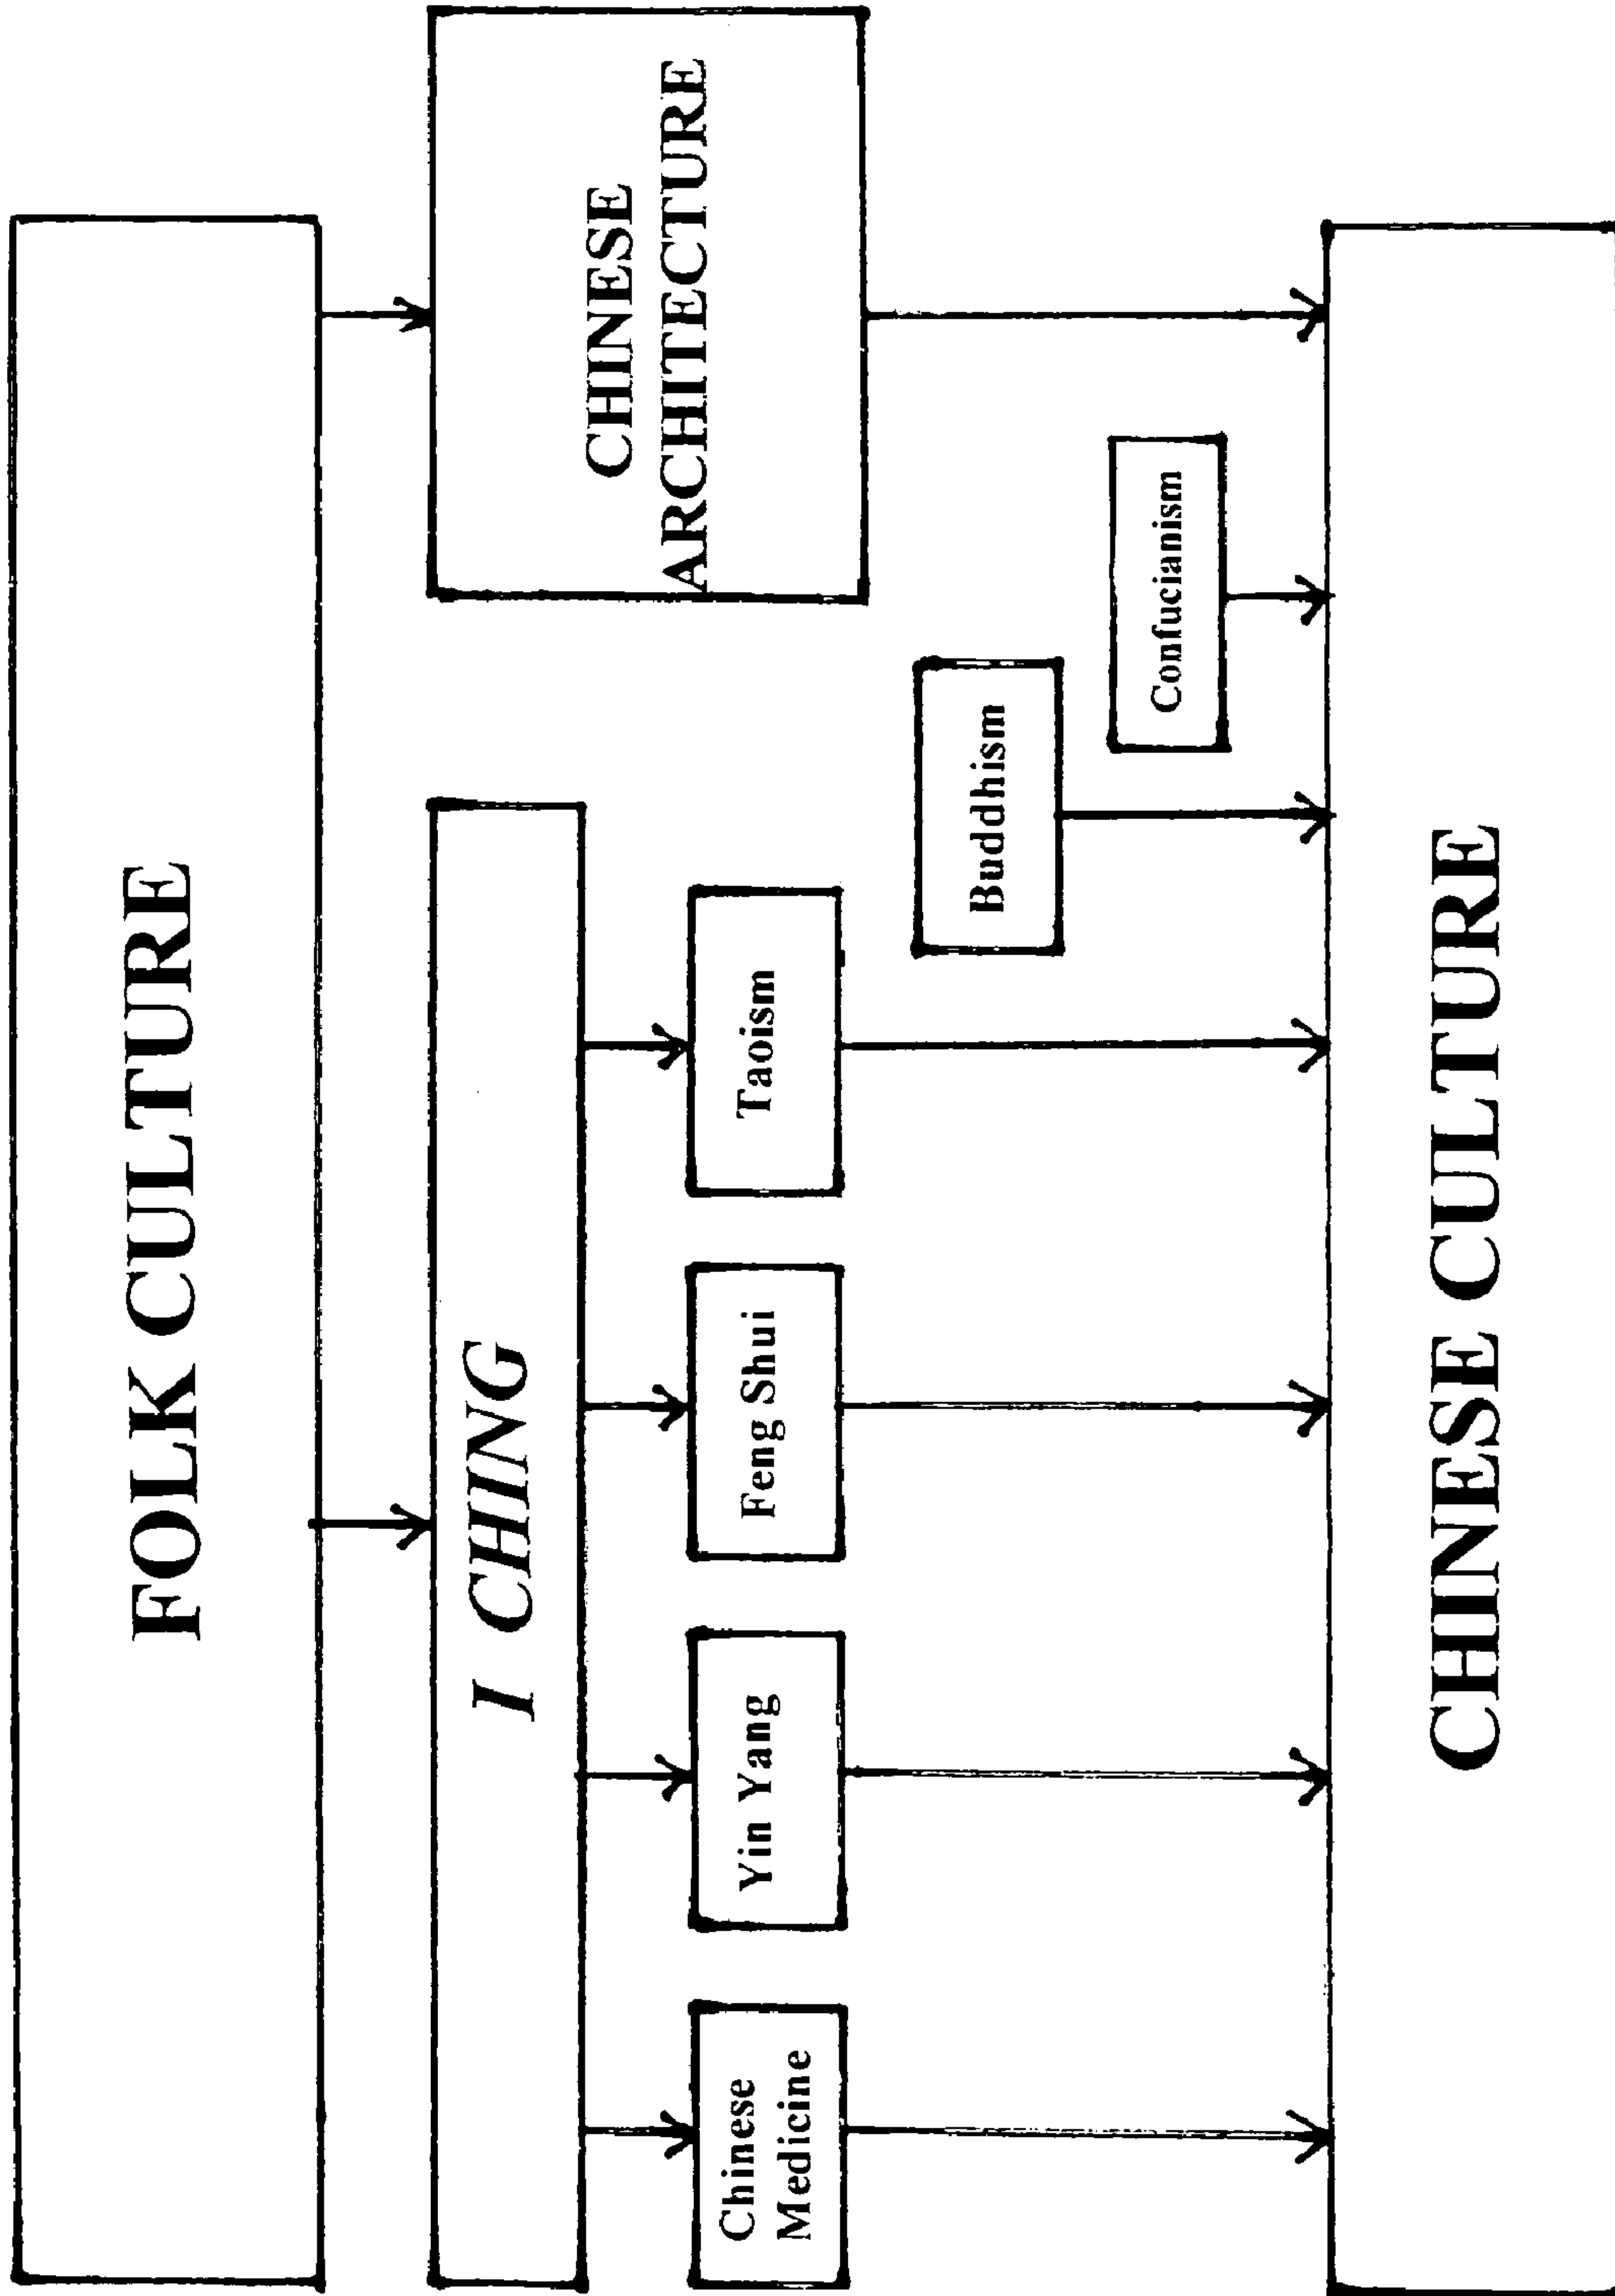 FOLK CULTURE
I CHING
CHINESE
ARCHITECTURE
Chinese
Medicine
Yin Yang
Feng Shui
Taoism
Buddhism
Confucianism
CHINESE CULTURE